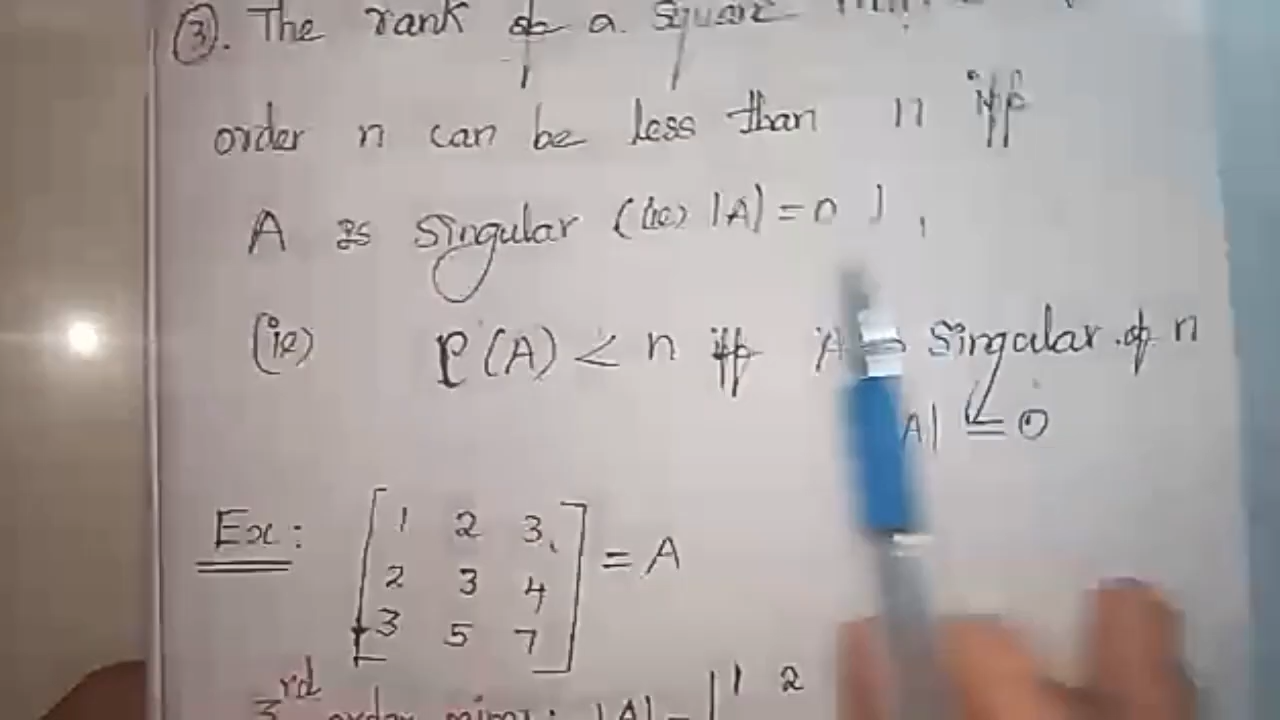 ③. The rank of a square
order n can be less than n iff
A is singular (ie) |A| = 0 ),
(ie) ρ(A) < n iff A singular of n
A| = 0
Ex: [ 1 2 3 ] = A
2 3 4
3 5 7
3rd order minor: |A| = | 1 2